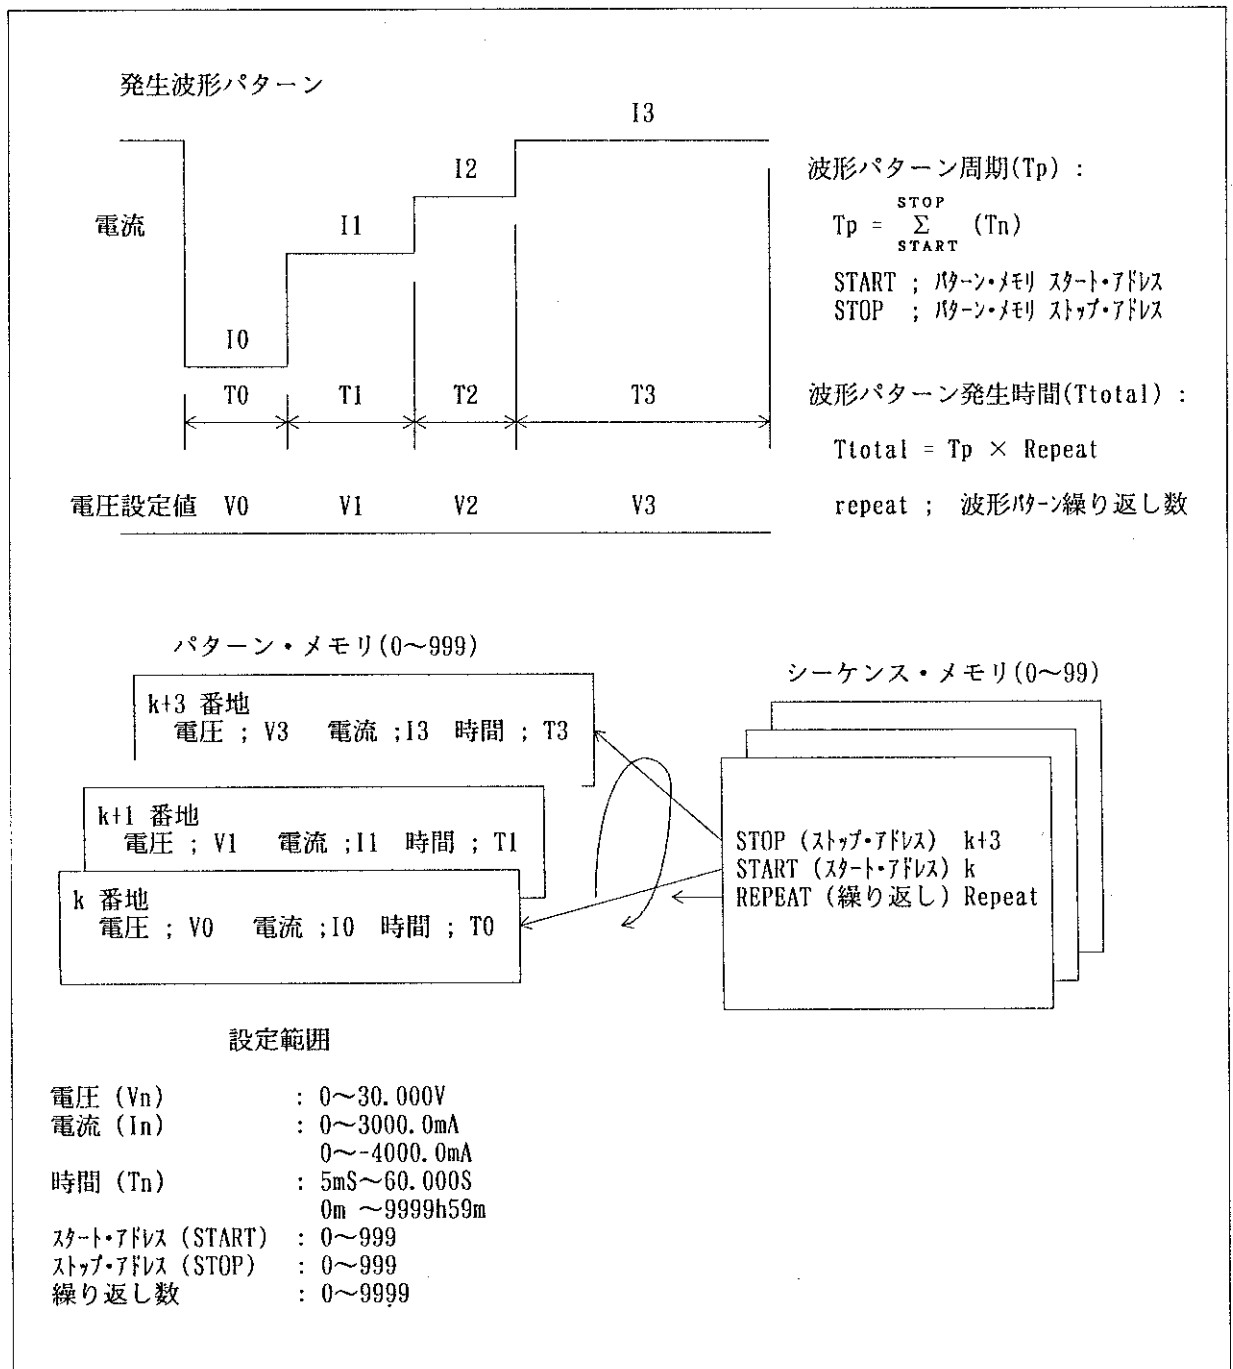 発生波形パターン
I3
I2
電流
I1
I0
T0 T1 T2 T3
電圧設定値 V0 V1 V2 V3
波形パターン周期(Tp) :
STOP
Tp = Σ (Tn)
START
START ; パターン・メモリ スタート・アドレス
STOP ; パターン・メモリ ストップ・アドレス
波形パターン発生時間(Ttotal) :
Ttotal = Tp × Repeat
repeat ; 波形パターン繰り返し数
パターン・メモリ(0〜999)
k+3 番地
電圧 ; V3 電流 ;I3 時間 ; T3
k+1 番地
電圧 ; V1 電流 ;I1 時間 ; T1
k 番地
電圧 ; V0 電流 ;I0 時間 ; T0
シーケンス・メモリ(0〜99)
STOP (ストップ・アドレス) k+3
START (スタート・アドレス) k
REPEAT (繰り返し) Repeat
設定範囲
電圧 (Vn) : 0〜30.000V
電流 (In) : 0〜3000.0mA
0〜-4000.0mA
時間 (Tn) : 5mS〜60.000S
0m 〜9999h59m
スタート・アドレス (START) : 0〜999
ストップ・アドレス (STOP) : 0〜999
繰り返し数 : 0〜9999